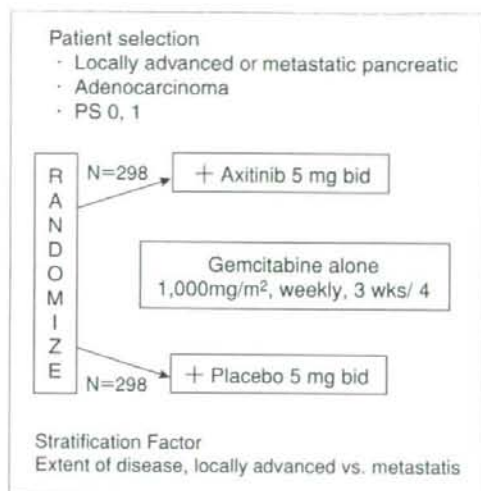 Patient selection
· Locally advanced or metastatic pancreatic
· Adenocarcinoma
· PS 0, 1
RANDOMIZE
N=298
+ Axitinib 5 mg bid
Gemcitabine alone
1,000mg/m², weekly, 3 wks/ 4
N=298
+ Placebo 5 mg bid
Stratification Factor
Extent of disease, locally advanced vs. metastatis